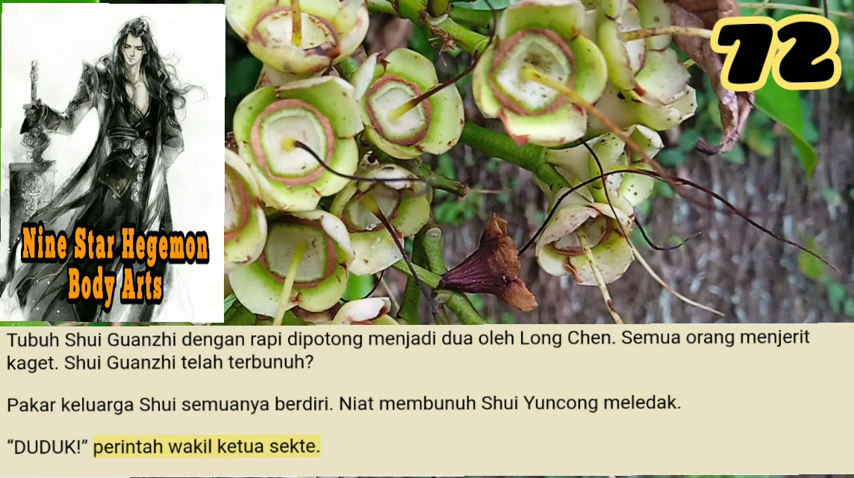 72
Nine Star Hegemon
Body Arts
Tubuh Shui Guanzhi dengan rapi dipotong menjadi dua oleh Long Chen. Semua orang menjerit
kaget. Shui Guanzhi telah terbunuh?
Pakar keluarga Shui semuanya berdiri. Niat membunuh Shui Yuncong meledak.
“DUDUK!” perintah wakil ketua sekte.